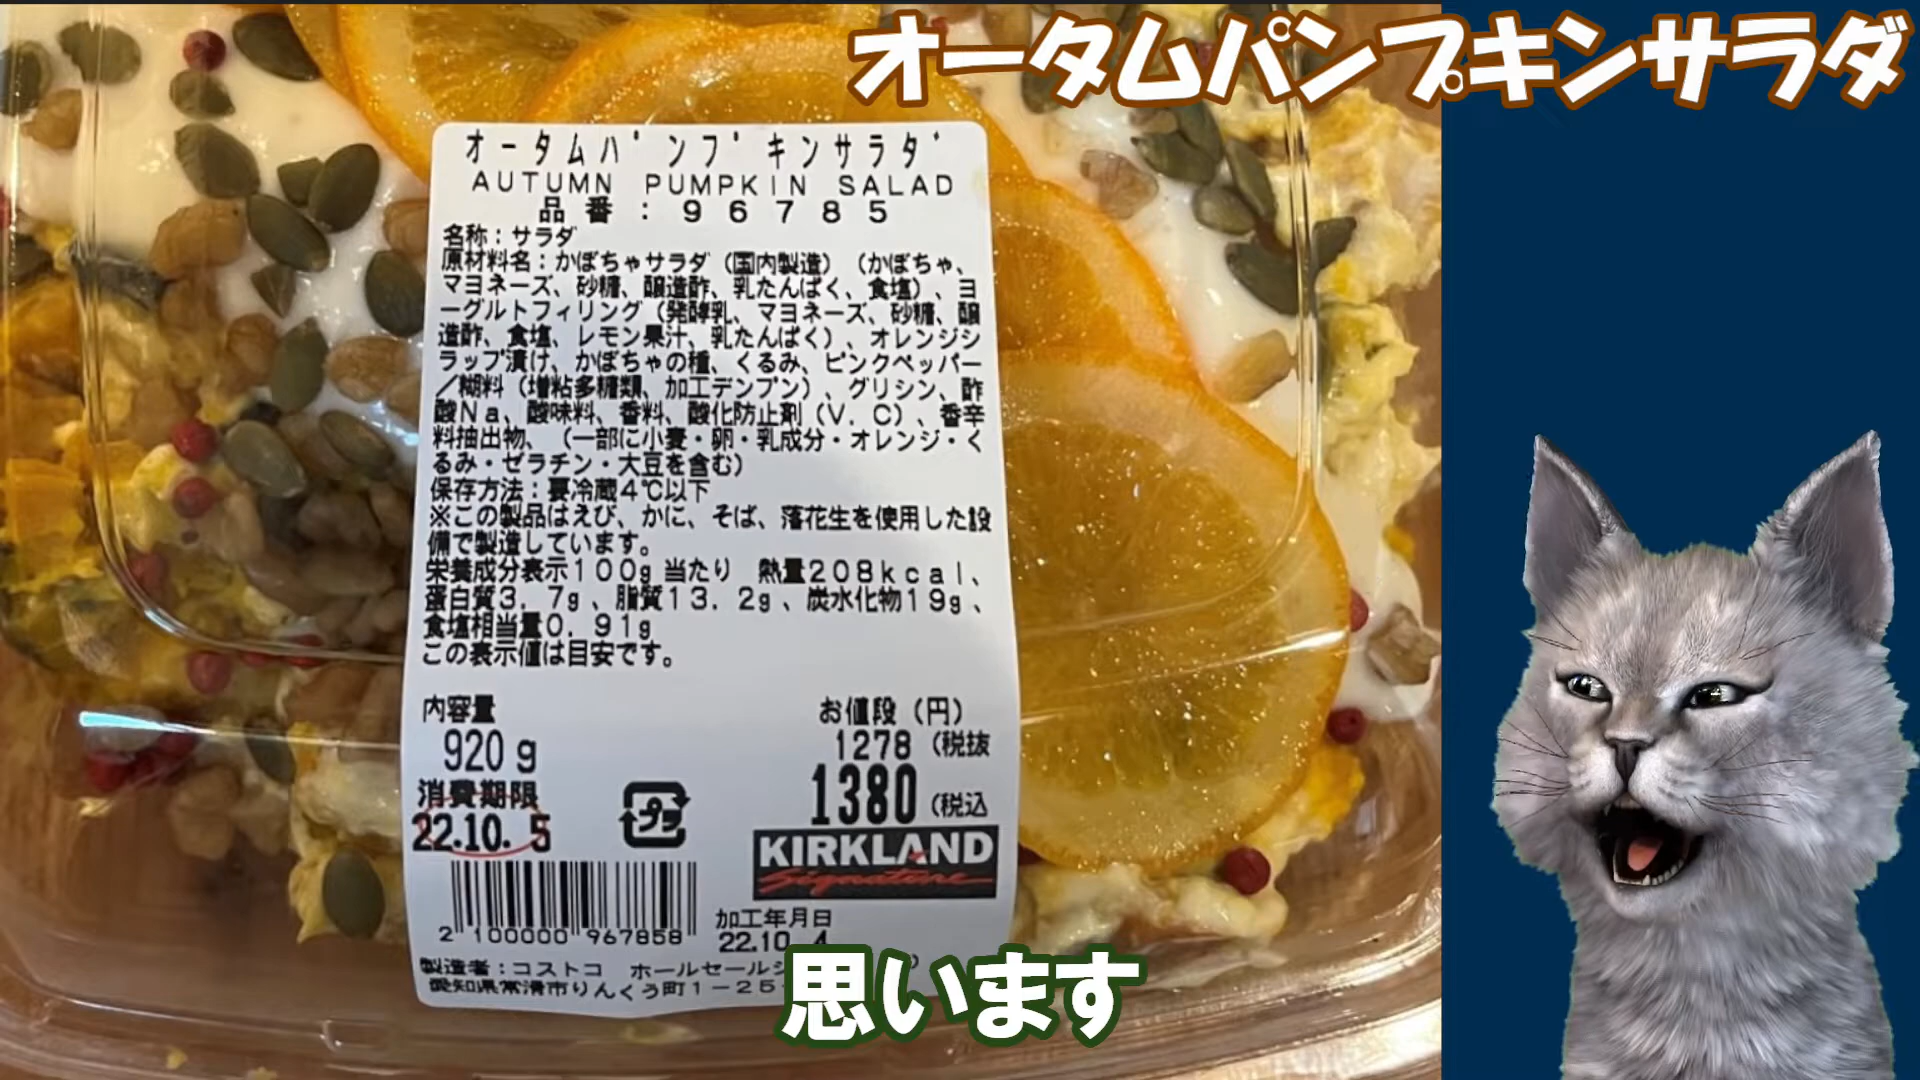 オータムパンプキンサラダ
オータムパンプキンサラダ
AUTUMN PUMPKIN SALAD
品番：96785
名称：サラダ
原材料名：かぼちゃサラダ（国内製造）（かぼちゃ、
マヨネーズ、砂糖、醸造酢、乳たんぱく、食塩）、ヨ
ーグルトフィリング（発酵乳、マヨネーズ、砂糖、醸
造酢、食塩、レモン果汁、乳たんぱく）、オレンジシ
ラップ漬け、かぼちゃの種、くるみ、ピンクペッパー
／糊料（増粘多糖類、加工デンプン）、グリシン、酢
酸Na、酸味料、香料、酸化防止剤（V．C）、香辛
料抽出物、（一部に小麦・卵・乳成分・オレンジ・く
るみ・ゼラチン・大豆を含む）
保存方法：要冷蔵4℃以下
※この製品はえび、かに、そば、落花生を使用した設
備で製造しています。
栄養成分表示100g当たり 熱量208kcal、
蛋白質3．7g、脂質13．2g、炭水化物19g、
食塩相当量0．91g
この表示値は目安です。
内容量
920g
お値段（円）
1278（税抜
1380（税込
消費期限
22.10. 5
プラ
KIRKLAND
Signature
2 100000 967858
加工年月日
22.10. 4
製造者：コストコ ホールセール
愛知県常滑市りんくう町1－25
思います